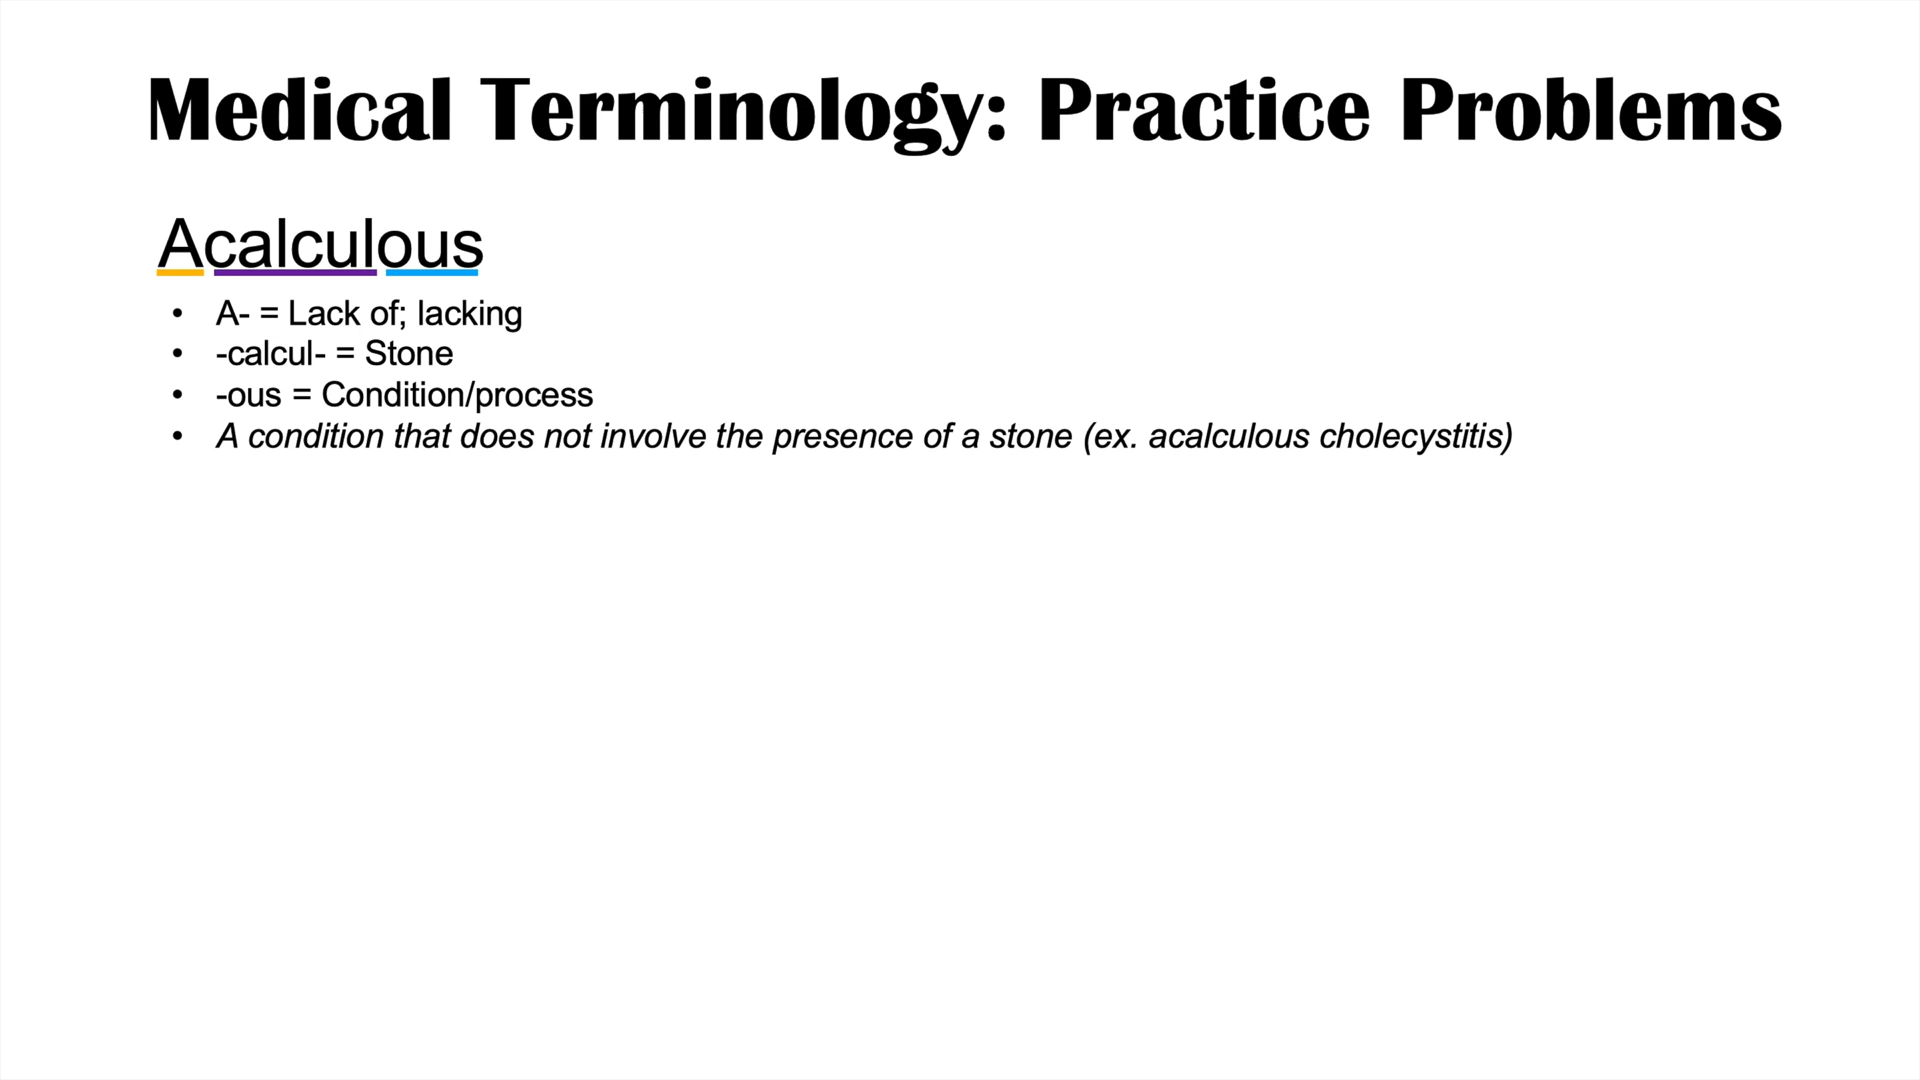 Medical Terminology: Practice Problems
Acalculous
• A- = Lack of; lacking
• -calcul- = Stone
• -ous = Condition/process
• A condition that does not involve the presence of a stone (ex. acalculous cholecystitis)